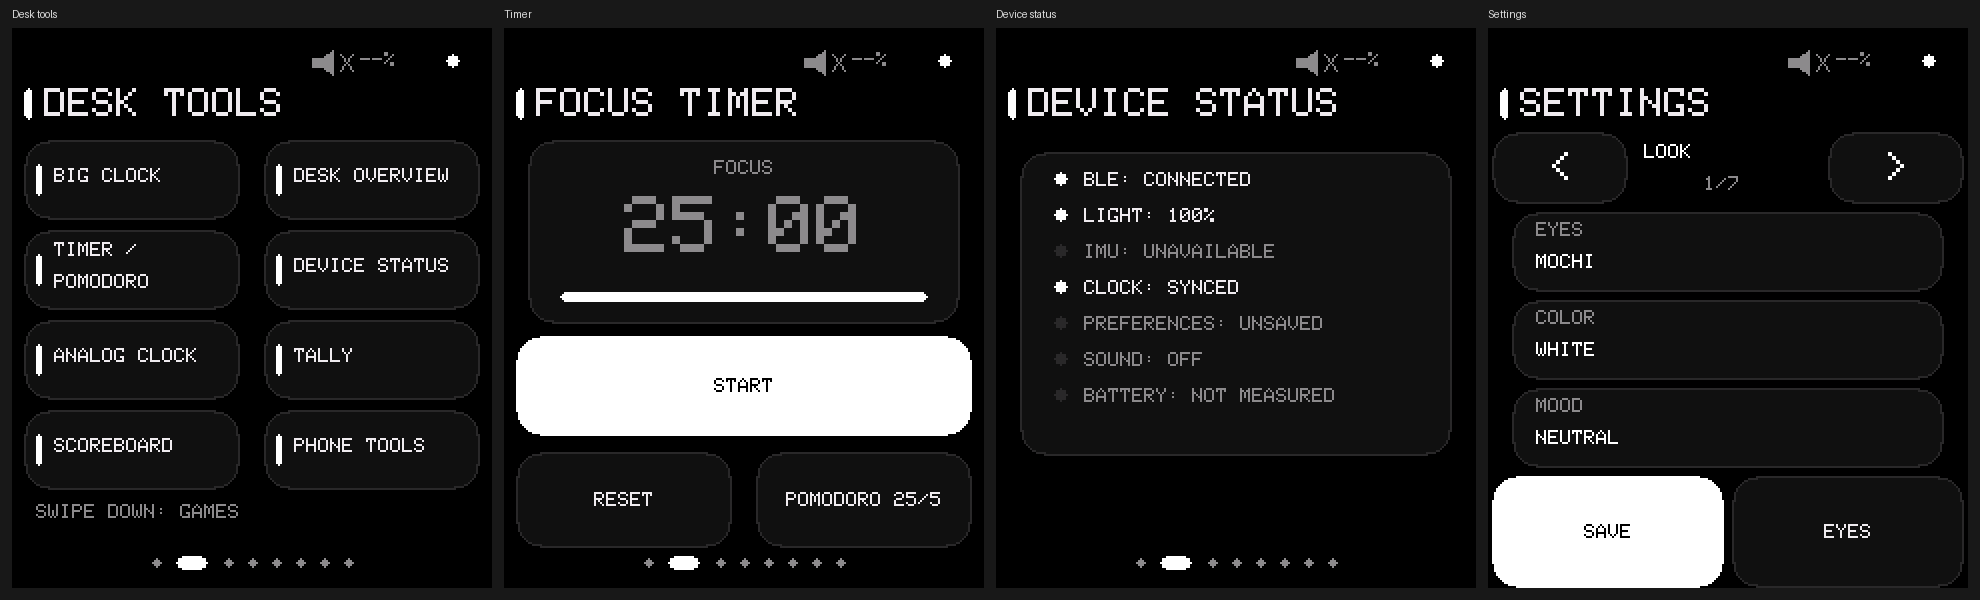 Desk tools
X--%
DESK TOOLS
BIG CLOCK
DESK OVERVIEW
TIMER /
POMODORO
DEVICE STATUS
ANALOG CLOCK
TALLY
SCOREBOARD
PHONE TOOLS
SWIPE DOWN: GAMES
Timer
X--%
FOCUS TIMER
FOCUS
25:00
START
RESET
POMODORO 25/5
Device status
X--%
DEVICE STATUS
BLE: CONNECTED
LIGHT: 100%
IMU: UNAVAILABLE
CLOCK: SYNCED
PREFERENCES: UNSAVED
SOUND: OFF
BATTERY: NOT MEASURED
Settings
X--%
SETTINGS
<
LOOK
1/7
>
EYES
MOCHI
COLOR
WHITE
MOOD
NEUTRAL
SAVE
EYES